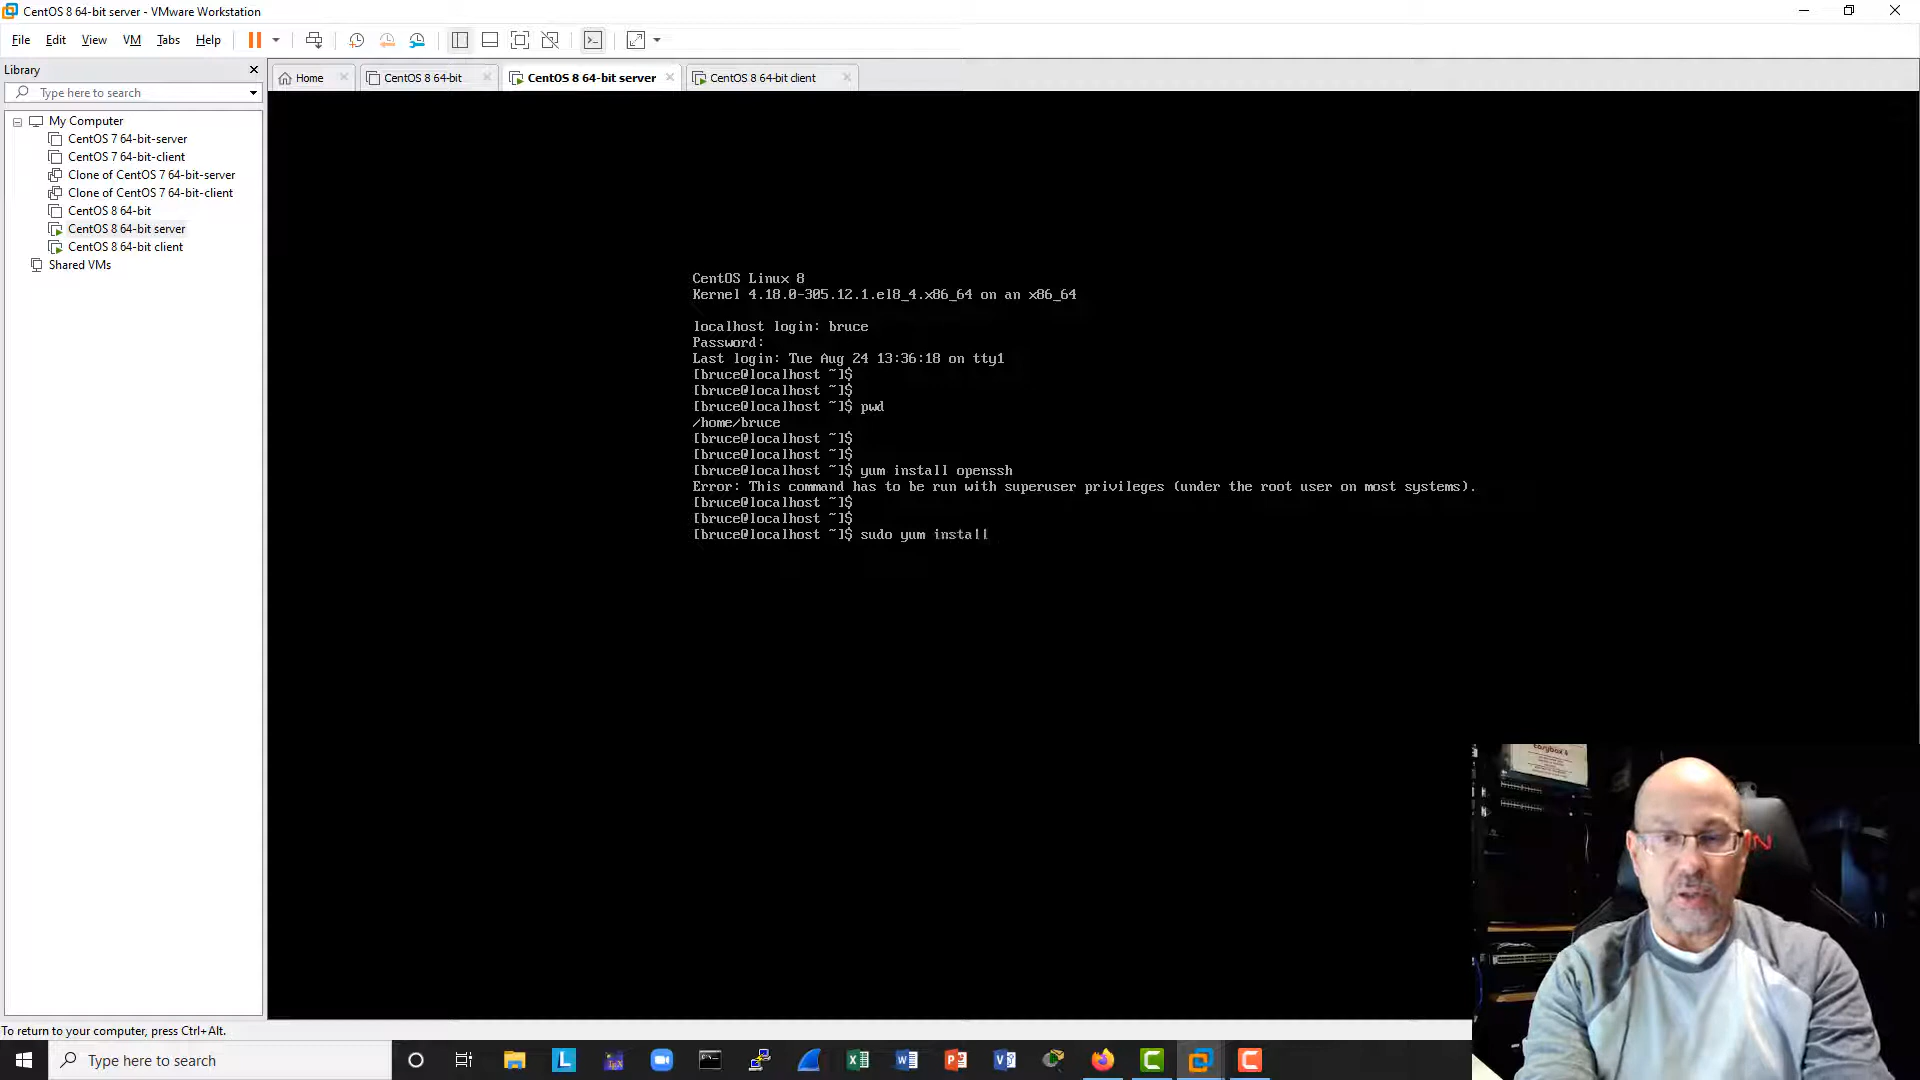 CentOS 8 64-bit server - VMware Workstation
File Edit View VM Tabs Help
Library
Type here to search
My Computer
CentOS 7 64-bit-server
CentOS 7 64-bit-client
Clone of CentOS 7 64-bit-server
Clone of CentOS 7 64-bit-client
CentOS 8 64-bit
CentOS 8 64-bit server
CentOS 8 64-bit client
Shared VMs
Home CentOS 8 64-bit CentOS 8 64-bit server CentOS 8 64-bit client
CentOS Linux 8
Kernel 4.18.0-305.12.1.el8_4.x86_64 on an x86_64
localhost login: bruce
Password:
Last login: Tue Aug 24 13:36:18 on tty1
[bruce@localhost ~]$
[bruce@localhost ~]$
[bruce@localhost ~]$ pwd
/home/bruce
[bruce@localhost ~]$
[bruce@localhost ~]$
[bruce@localhost ~]$ yum install openssh
Error: This command has to be run with superuser privileges (under the root user on most systems).
[bruce@localhost ~]$
[bruce@localhost ~]$
[bruce@localhost ~]$ sudo yum install
To return to your computer, press Ctrl+Alt.
Type here to search